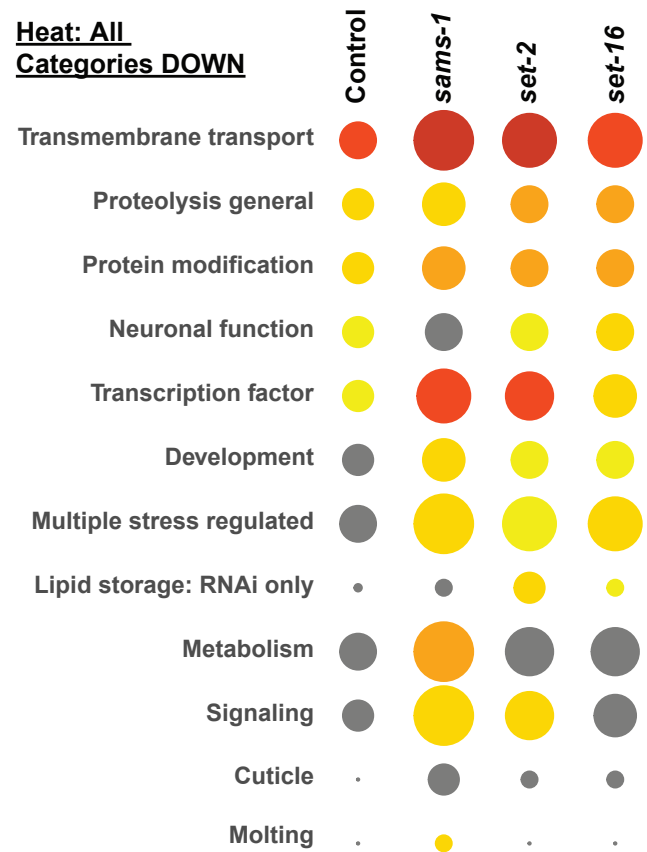 Heat: All
Categories DOWN
Control
sams-1
set-2
set-16
Transmembrane transport
Proteolysis general
Protein modification
Neuronal function
Transcription factor
Development
Multiple stress regulated
Lipid storage: RNAi only
Metabolism
Signaling
Cuticle
Molting